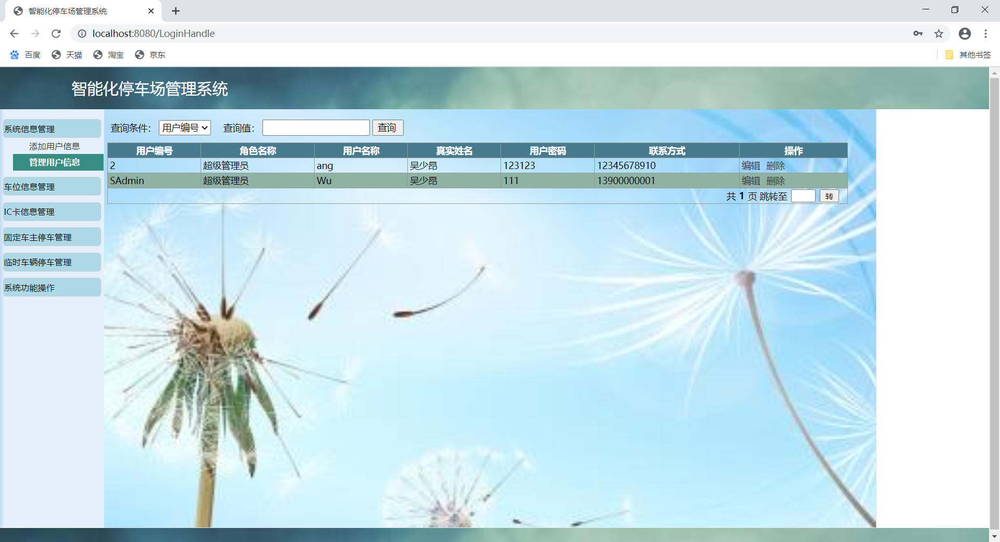 智能化停车场管理系统
localhost:8080/LoginHandle
百度 天猫 淘宝 京东 其他书签
智能化停车场管理系统
系统信息管理
添加用户信息
管理用户信息
车位信息管理
IC卡信息管理
固定车主停车管理
临时车辆停车管理
系统功能操作
查询条件: 用户编号 查询值: 查询
用户编号 角色名称 用户名称 真实姓名 用户密码 联系方式 操作
2 超级管理员 ang 吴少昂 123123 12345678910 编辑 删除
SAdmin 超级管理员 Wu 吴少昂 111 13900000001 编辑 删除
共 1 页 跳转至 转